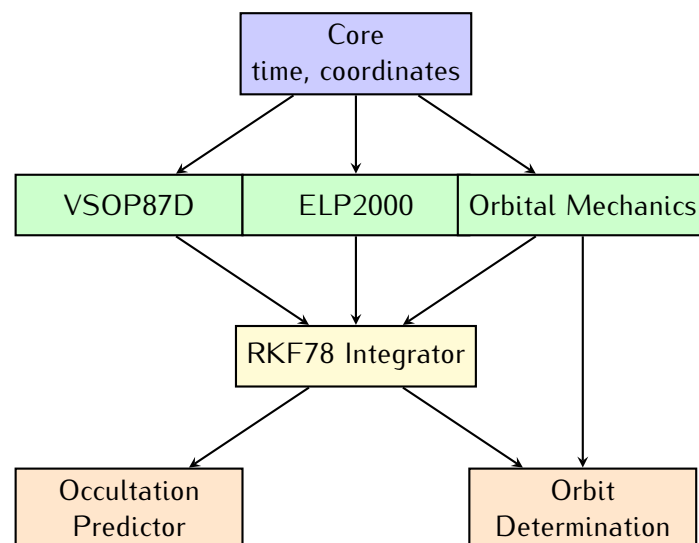 Core
time, coordinates
VSOP87D
ELP2000
Orbital Mechanics
RKF78 Integrator
Occultation
Predictor
Orbit
Determination